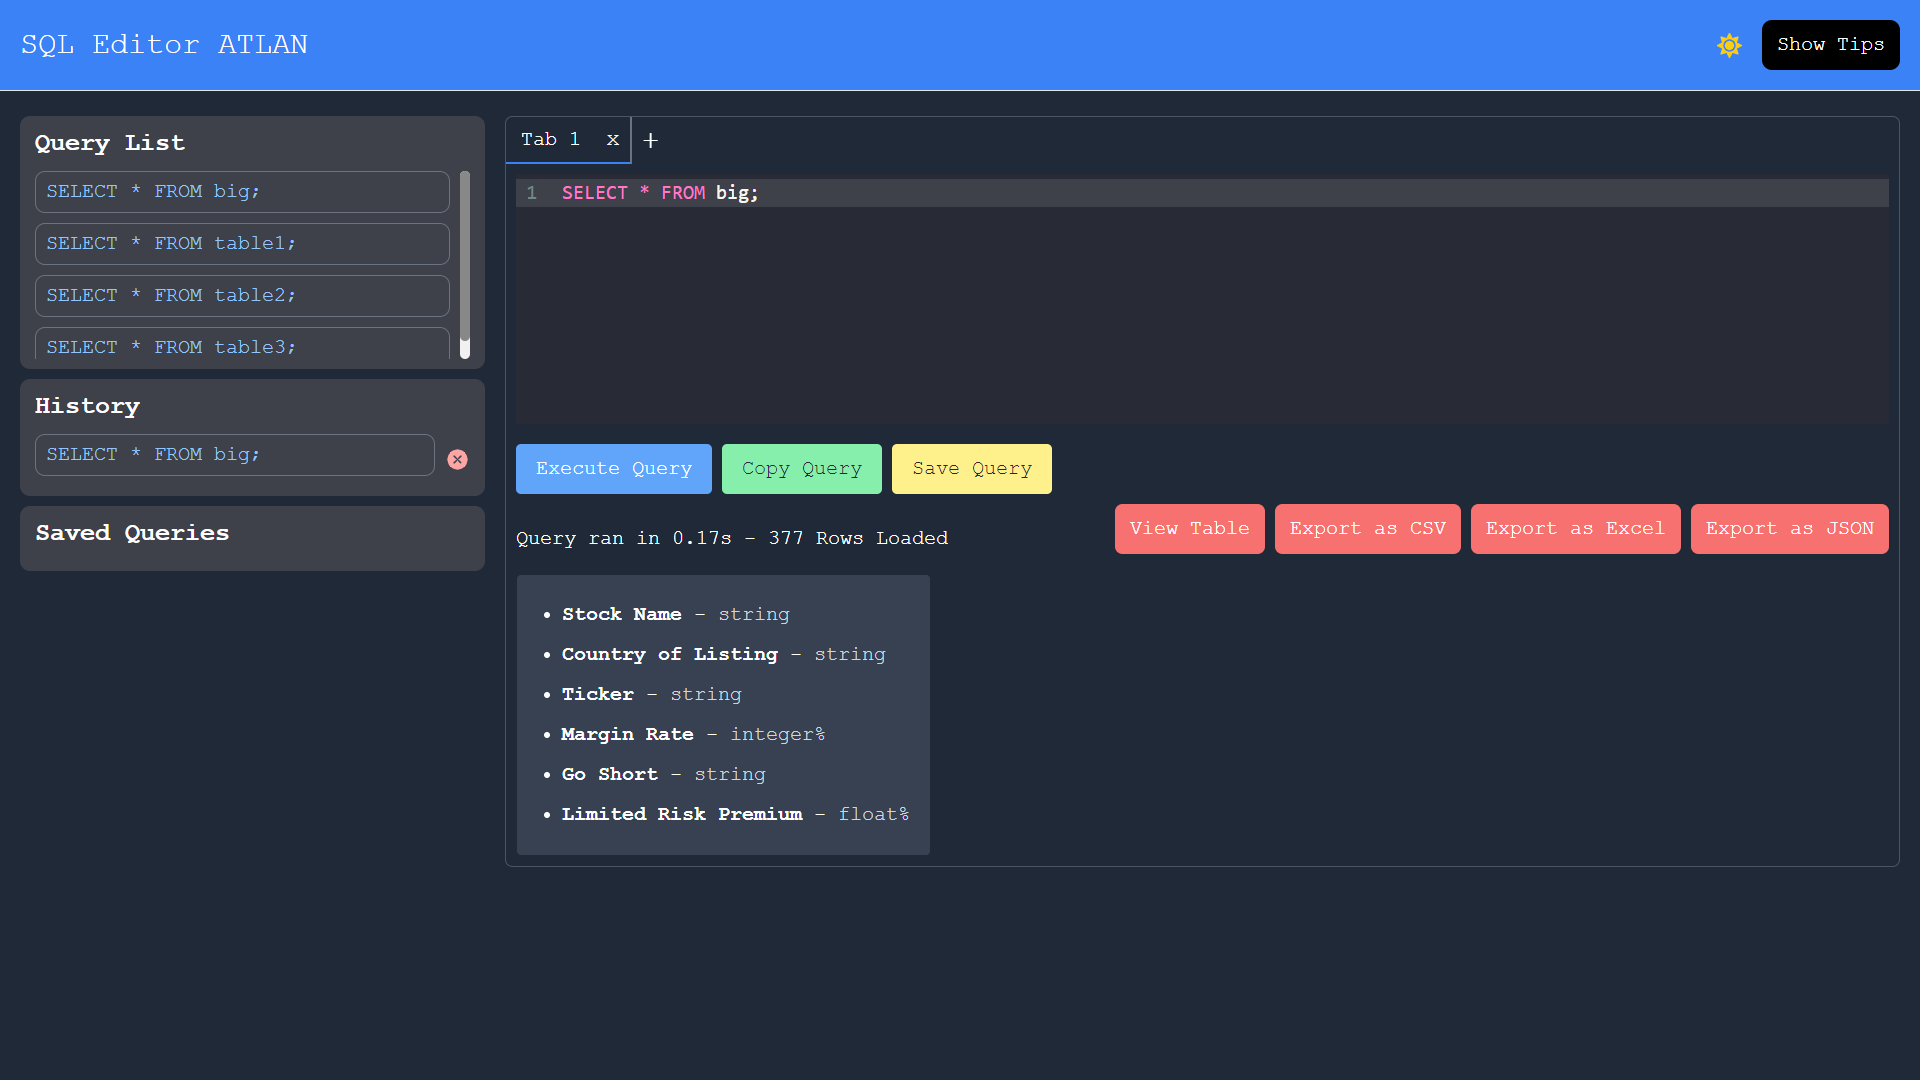 SQL Editor ATLAN
Show Tips
Query List
SELECT * FROM big;
SELECT * FROM table1;
SELECT * FROM table2;
SELECT * FROM table3;
History
SELECT * FROM big;
Saved Queries
Tab 1 x +
1 SELECT * FROM big;
Execute Query
Copy Query
Save Query
Query ran in 0.17s - 377 Rows Loaded
View Table
Export as CSV
Export as Excel
Export as JSON
• Stock Name - string
• Country of Listing - string
• Ticker - string
• Margin Rate - integer%
• Go Short - string
• Limited Risk Premium - float%